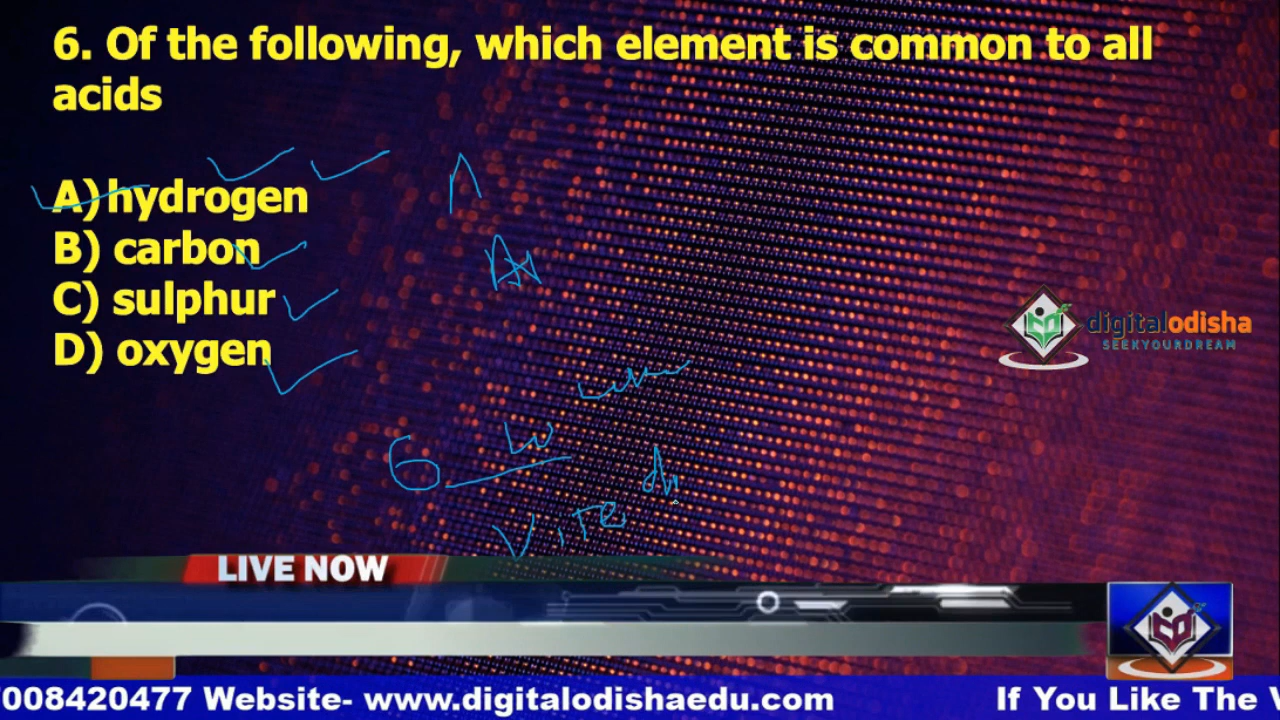 6. Of the following, which element is common to all
acids
A) hydrogen
B) carbon
C) sulphur
D) oxygen
digitalodisha
SEEKYOURDREAM
6
LIVE NOW
008420477 Website- www.digitalodishaedu.com If You Like The